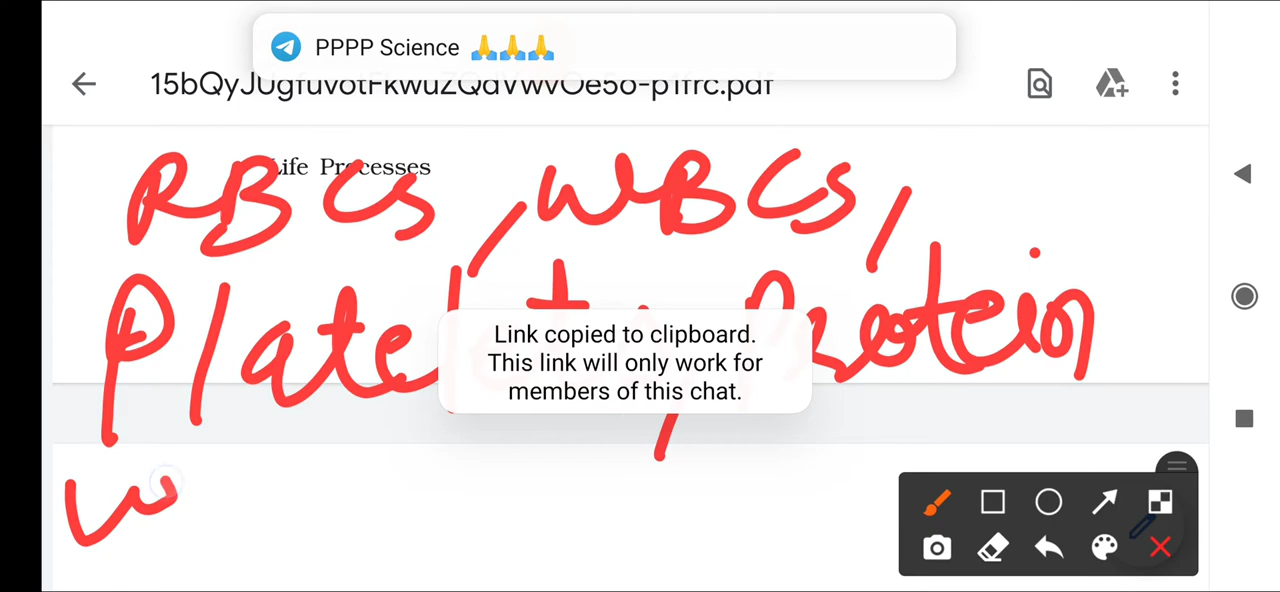 PPPP Science 🙏🙏🙏
15bQyJUgfuvotFkwuZQdVwvOe5o-p1frc.pdf
Life Processes
RBCs, WBCs,
Protein
Link copied to clipboard.
This link will only work for
members of this chat.